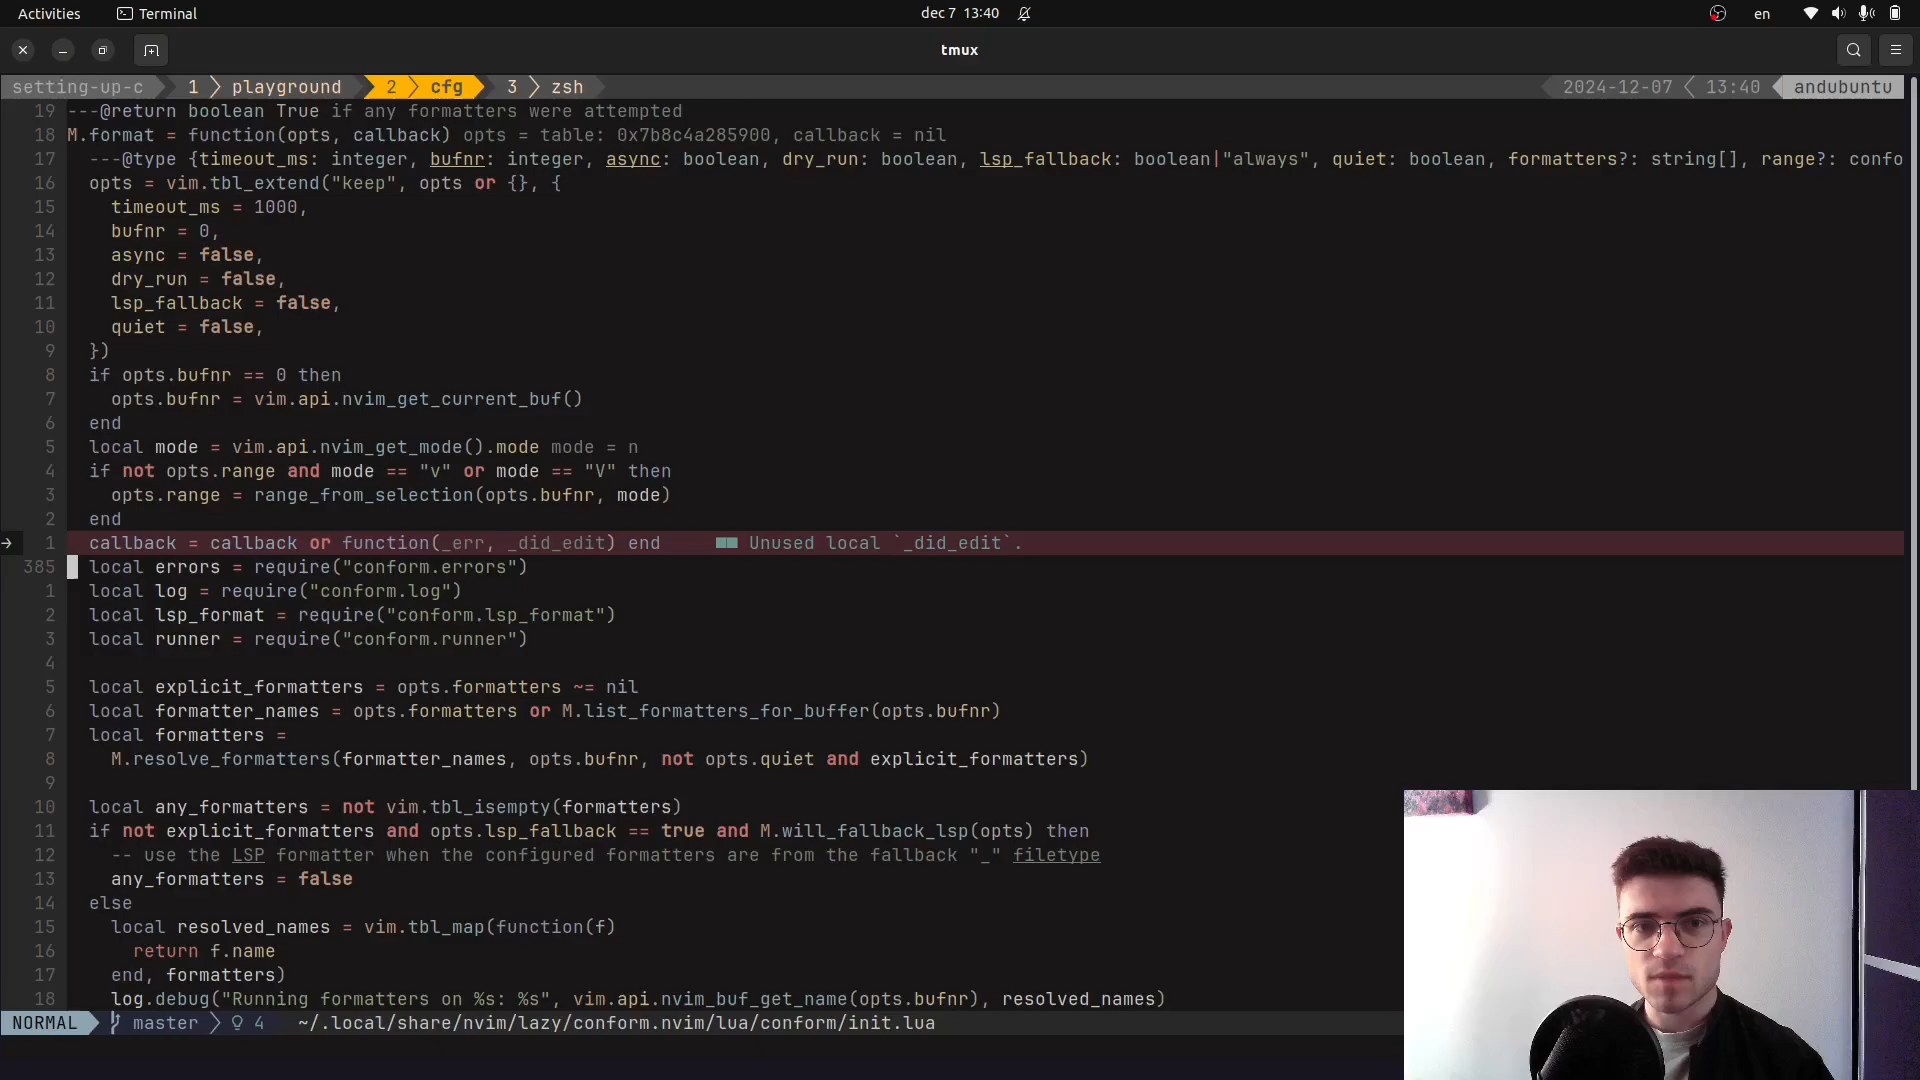 Activities Terminal dec 7 13:40 en
tmux
setting-up-c 1 playground 2 cfg 3 zsh 2024-12-07 13:40 andubuntu
19 ---@return boolean True if any formatters were attempted
18 M.format = function(opts, callback) opts = table: 0x7b8c4a285900, callback = nil
17 ---@type {timeout_ms: integer, bufnr: integer, async: boolean, dry_run: boolean, lsp_fallback: boolean|"always", quiet: boolean, formatters?: string[], range?: confo
16 opts = vim.tbl_extend("keep", opts or {}, {
15 timeout_ms = 1000,
14 bufnr = 0,
13 async = false,
12 dry_run = false,
11 lsp_fallback = false,
10 quiet = false,
9 })
8 if opts.bufnr == 0 then
7 opts.bufnr = vim.api.nvim_get_current_buf()
6 end
5 local mode = vim.api.nvim_get_mode().mode mode = n
4 if not opts.range and mode == "v" or mode == "V" then
3 opts.range = range_from_selection(opts.bufnr, mode)
2 end
→ 1 callback = callback or function(_err, _did_edit) end ■■ Unused local `_did_edit`.
385 local errors = require("conform.errors")
1 local log = require("conform.log")
2 local lsp_format = require("conform.lsp_format")
3 local runner = require("conform.runner")
4
5 local explicit_formatters = opts.formatters ~= nil
6 local formatter_names = opts.formatters or M.list_formatters_for_buffer(opts.bufnr)
7 local formatters =
8 M.resolve_formatters(formatter_names, opts.bufnr, not opts.quiet and explicit_formatters)
9
10 local any_formatters = not vim.tbl_isempty(formatters)
11 if not explicit_formatters and opts.lsp_fallback == true and M.will_fallback_lsp(opts) then
12 -- use the LSP formatter when the configured formatters are from the fallback "_" filetype
13 any_formatters = false
14 else
15 local resolved_names = vim.tbl_map(function(f)
16 return f.name
17 end, formatters)
18 log.debug("Running formatters on %s: %s", vim.api.nvim_buf_get_name(opts.bufnr), resolved_names)
NORMAL master 4 ~/.local/share/nvim/lazy/conform.nvim/lua/conform/init.lua